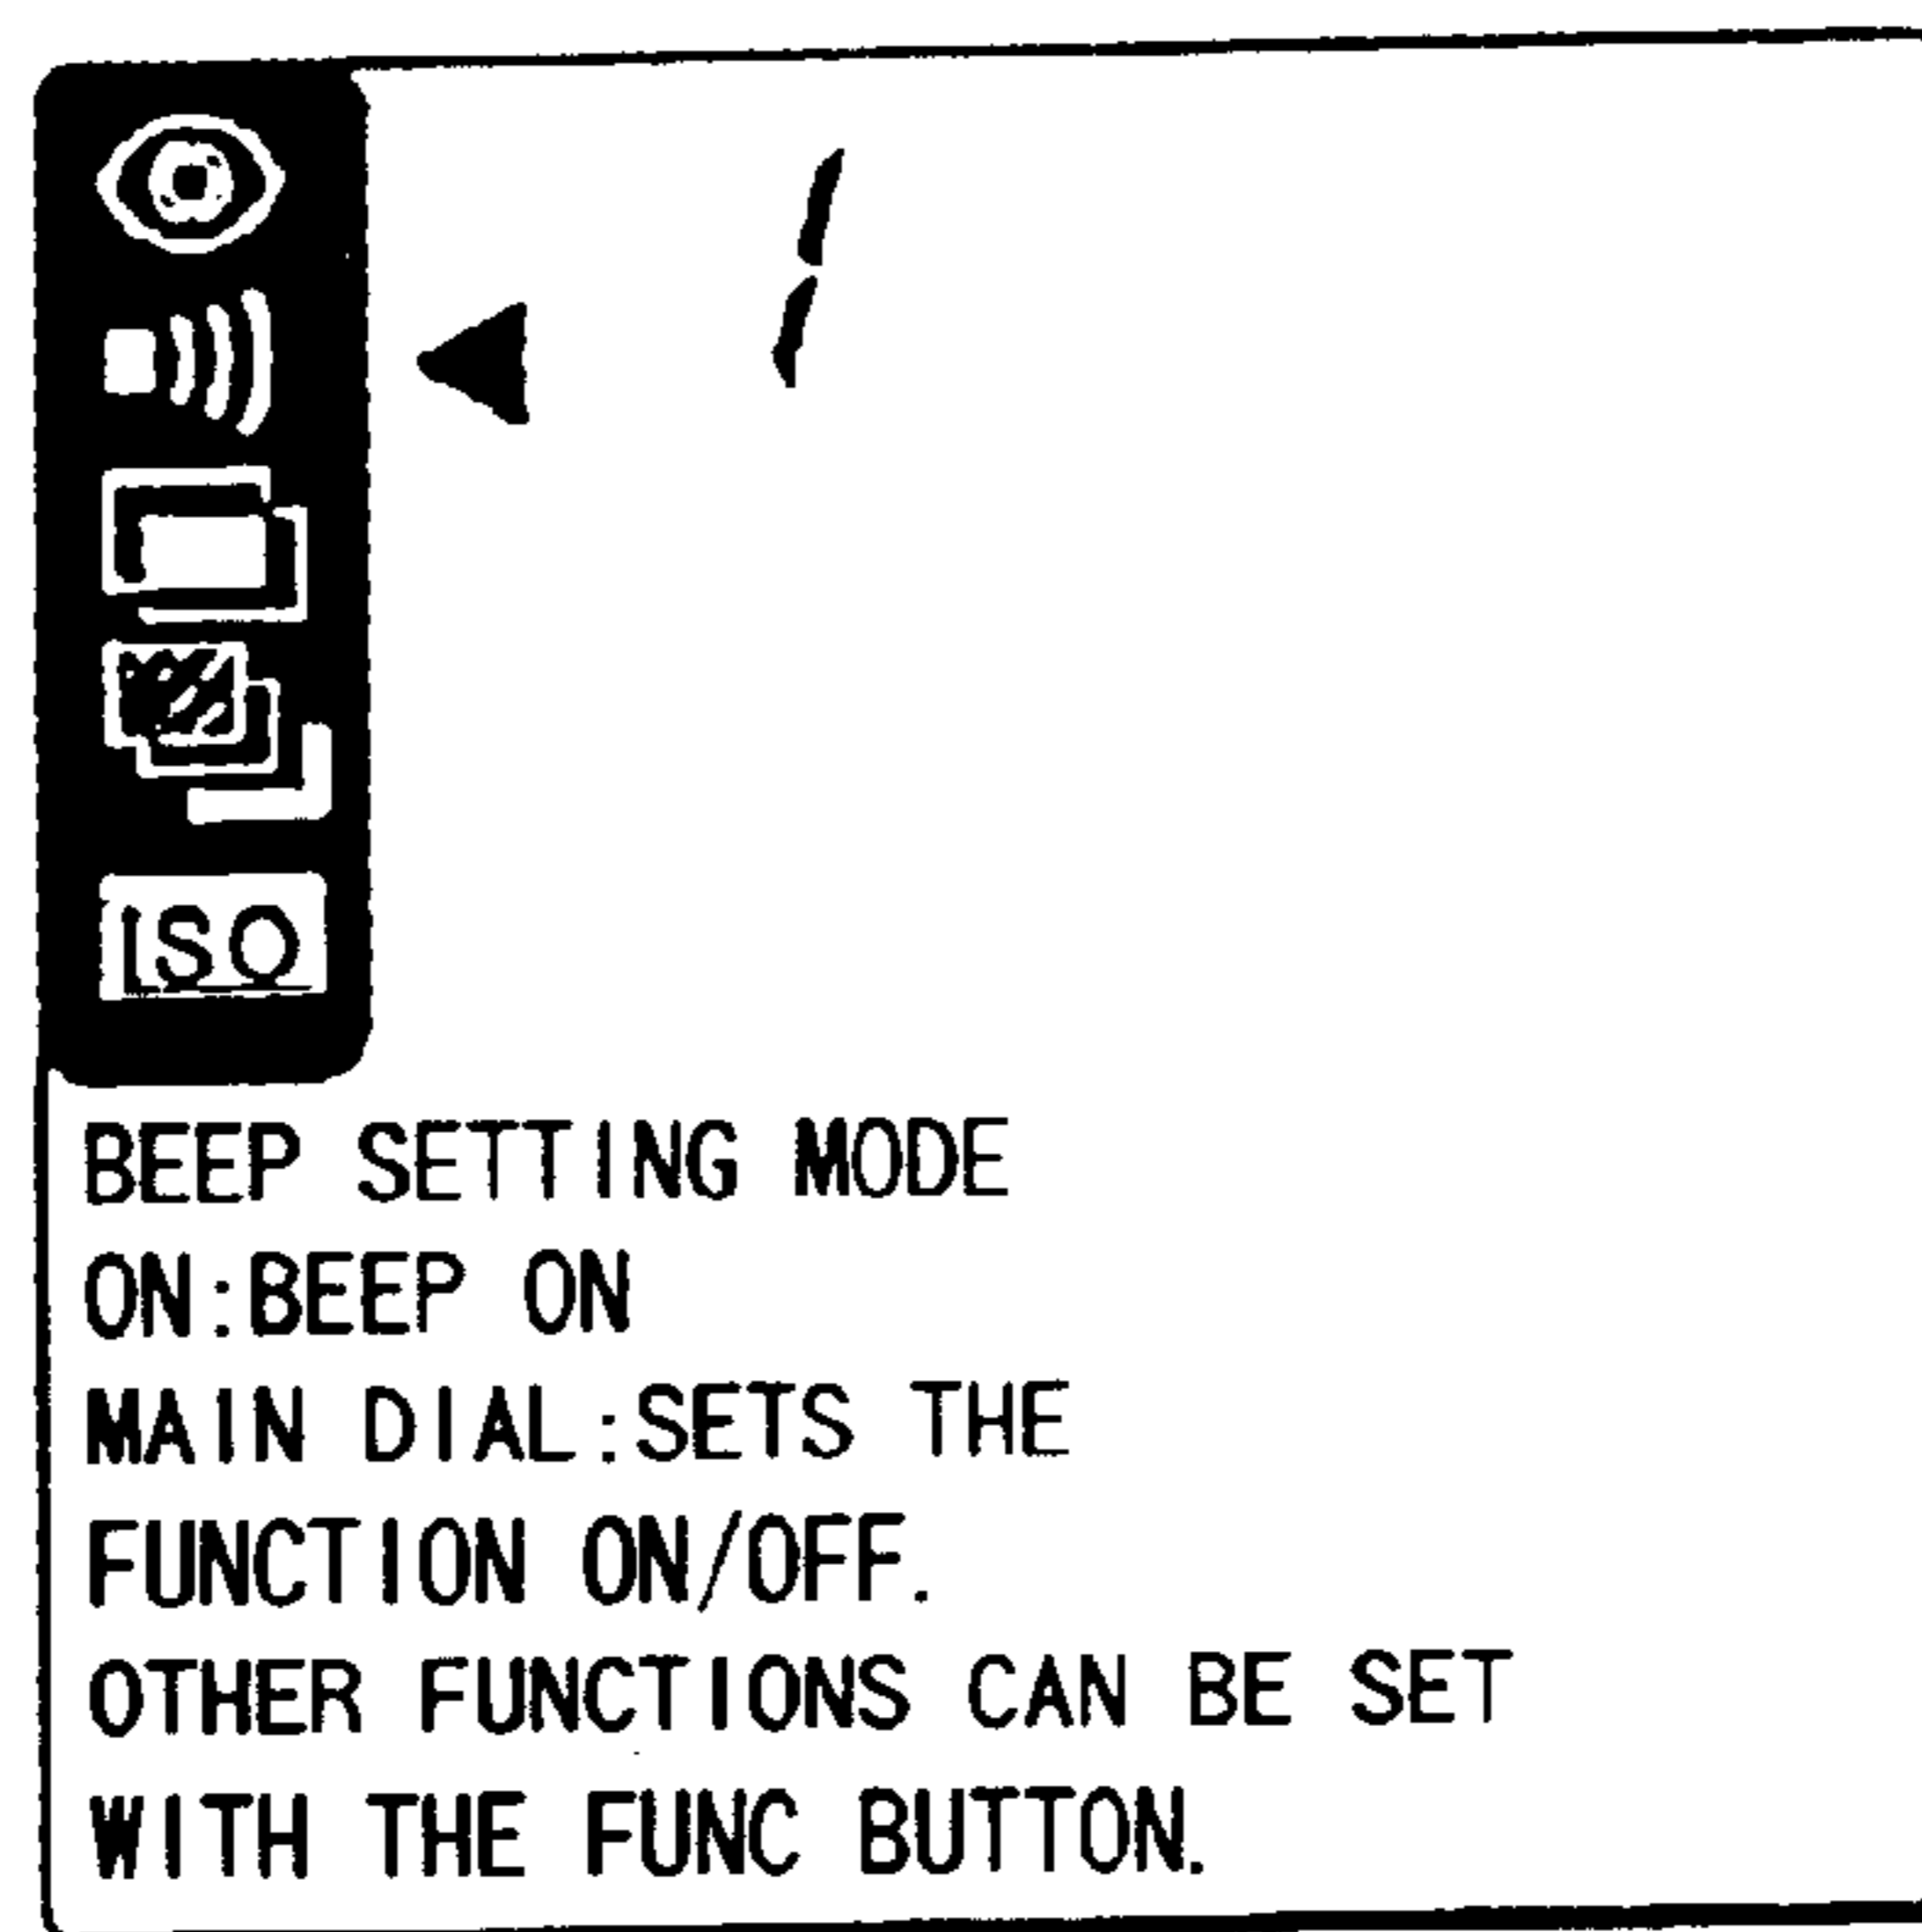 1
ISO
BEEP SETTING MODE
ON:BEEP ON
MAIN DIAL:SETS THE
FUNCTION ON/OFF.
OTHER FUNCTIONS CAN BE SET
WITH THE FUNC BUTTON.